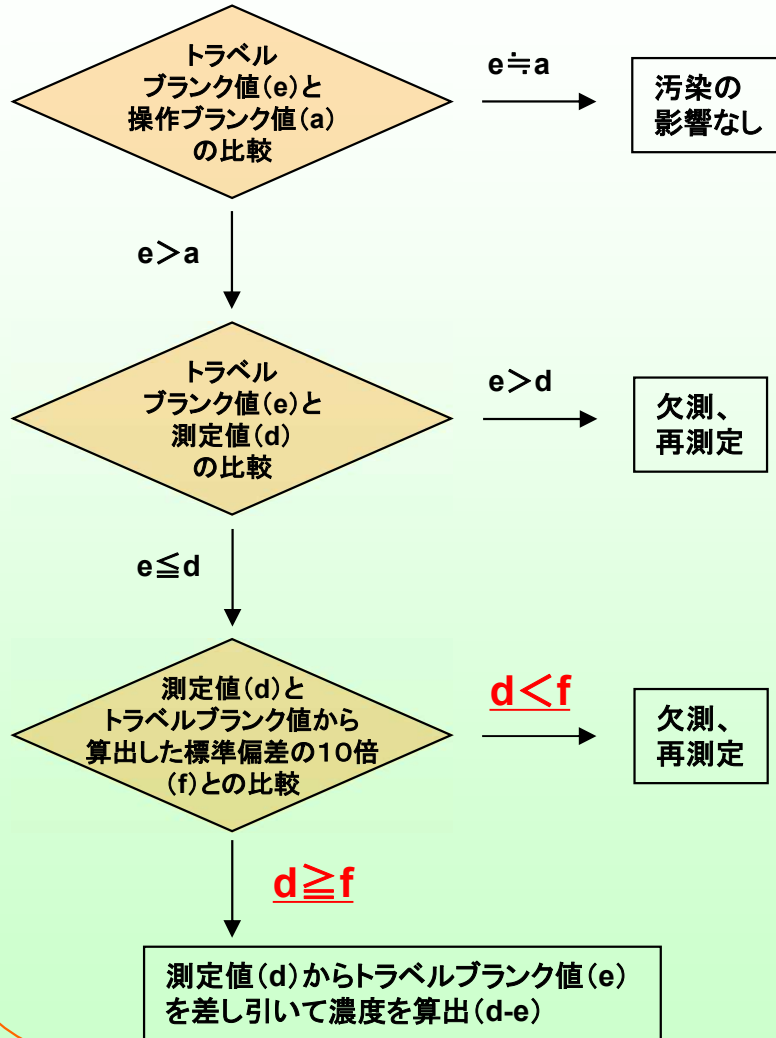 トラベル
ブランク値(e)と
操作ブランク値(a)
の比較
e≒a
汚染の
影響なし
e＞a
トラベル
ブランク値(e)と
測定値(d)
の比較
e＞d
欠測、
再測定
e≦d
測定値(d)と
トラベルブランク値から
算出した標準偏差の１０倍
(f)との比較
d＜f
欠測、
再測定
d≧f
測定値(d)からトラベルブランク値(e)
を差し引いて濃度を算出(d-e)